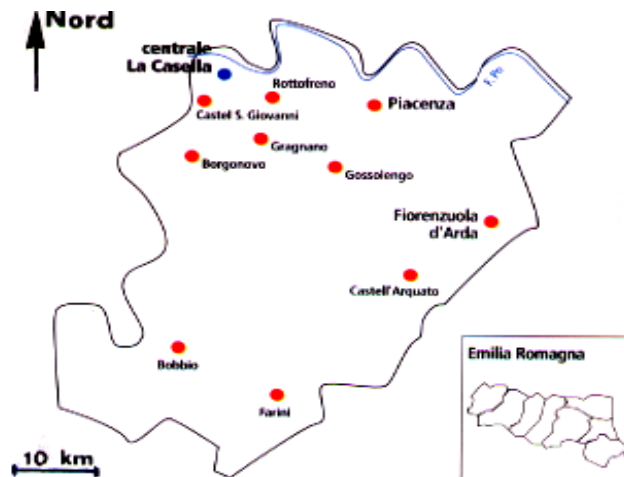 Nord
centrale
La Casella
Rottofreno
F. Po
Castel S. Giovanni
Piacenza
Gragnano
Borgonovo
Gossolengo
Fiorenzuola
d'Arda
Castell'Arquato
Bobbio
Farini
Emilia Romagna
10 km